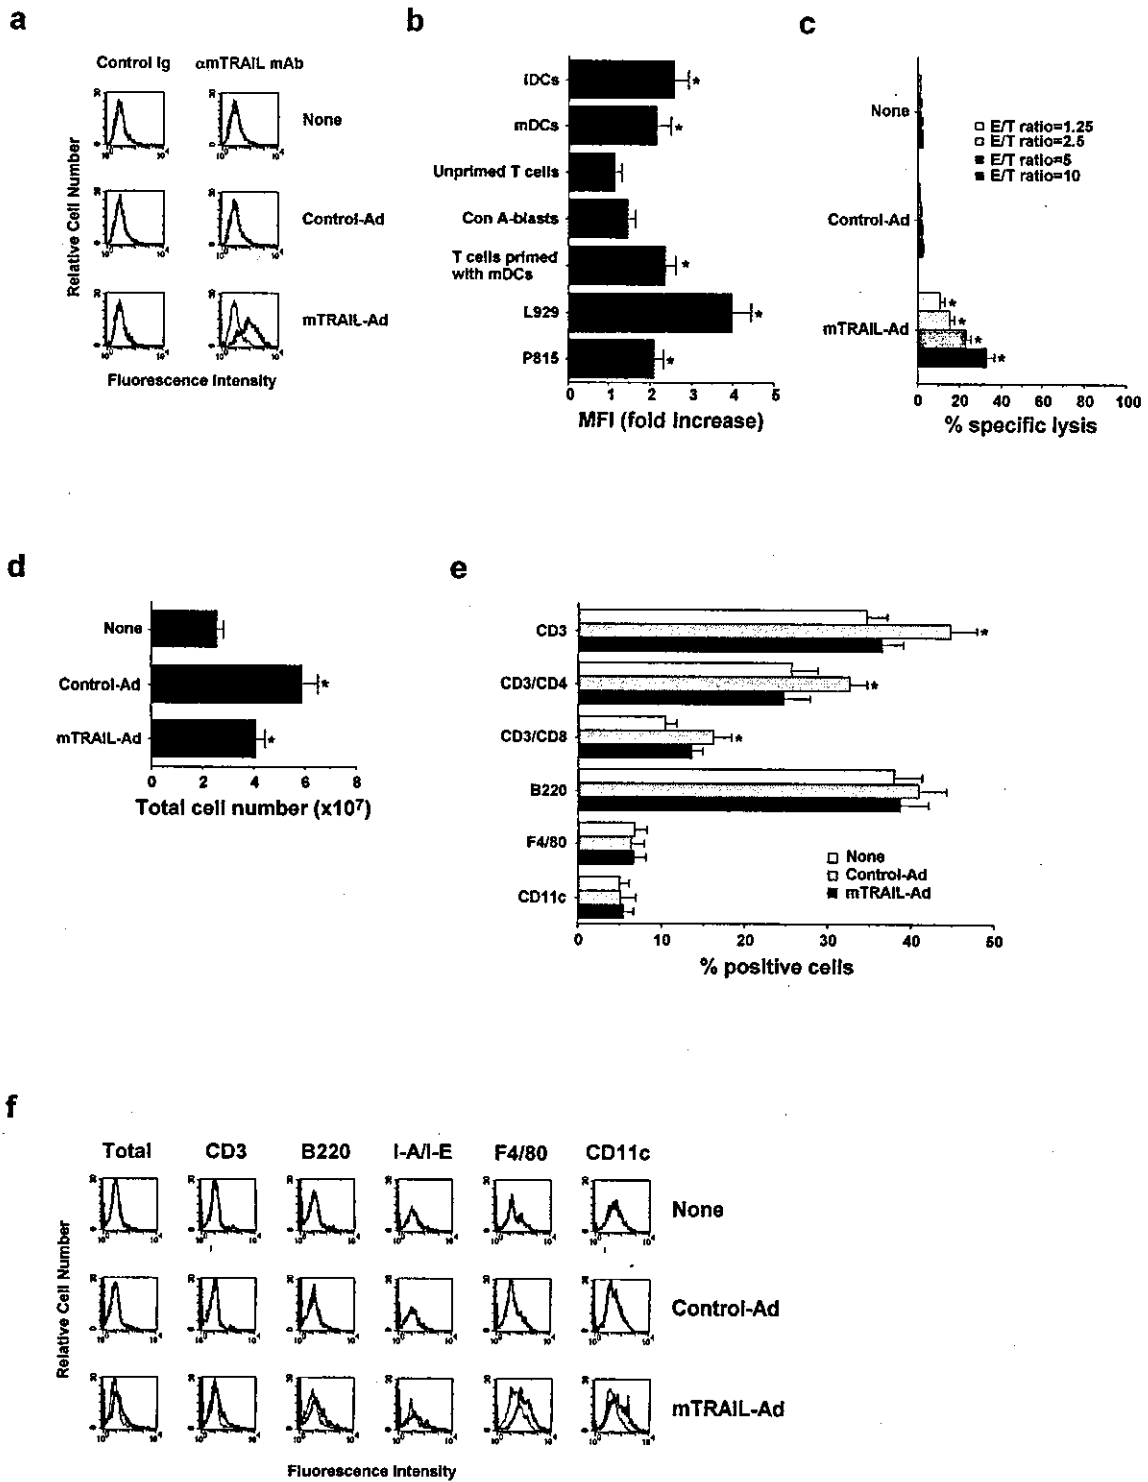 a
Control Ig αmTRAIL mAb
None
Control-Ad
mTRAIL-Ad
Relative Cell Number
Fluorescence Intensity
b
iDCs
mDCs
Unprimed T cells
Con A-blasts
T cells primed
with mDCs
L929
P815
0 1 2 3 4 5
MFI (fold increase)
c
None
Control-Ad
mTRAIL-Ad
E/T ratio=1.25
E/T ratio=2.5
E/T ratio=5
E/T ratio=10
0 20 40 60 80 100
% specific lysis
d
None
Control-Ad
mTRAIL-Ad
0 2 4 6 8
Total cell number (x10⁷)
e
CD3
CD3/CD4
CD3/CD8
B220
F4/80
CD11c
None
Control-Ad
mTRAIL-Ad
0 10 20 30 40 50
% positive cells
f
Total CD3 B220 I-A/I-E F4/80 CD11c
None
Control-Ad
mTRAIL-Ad
Relative Cell Number
Fluorescence Intensity